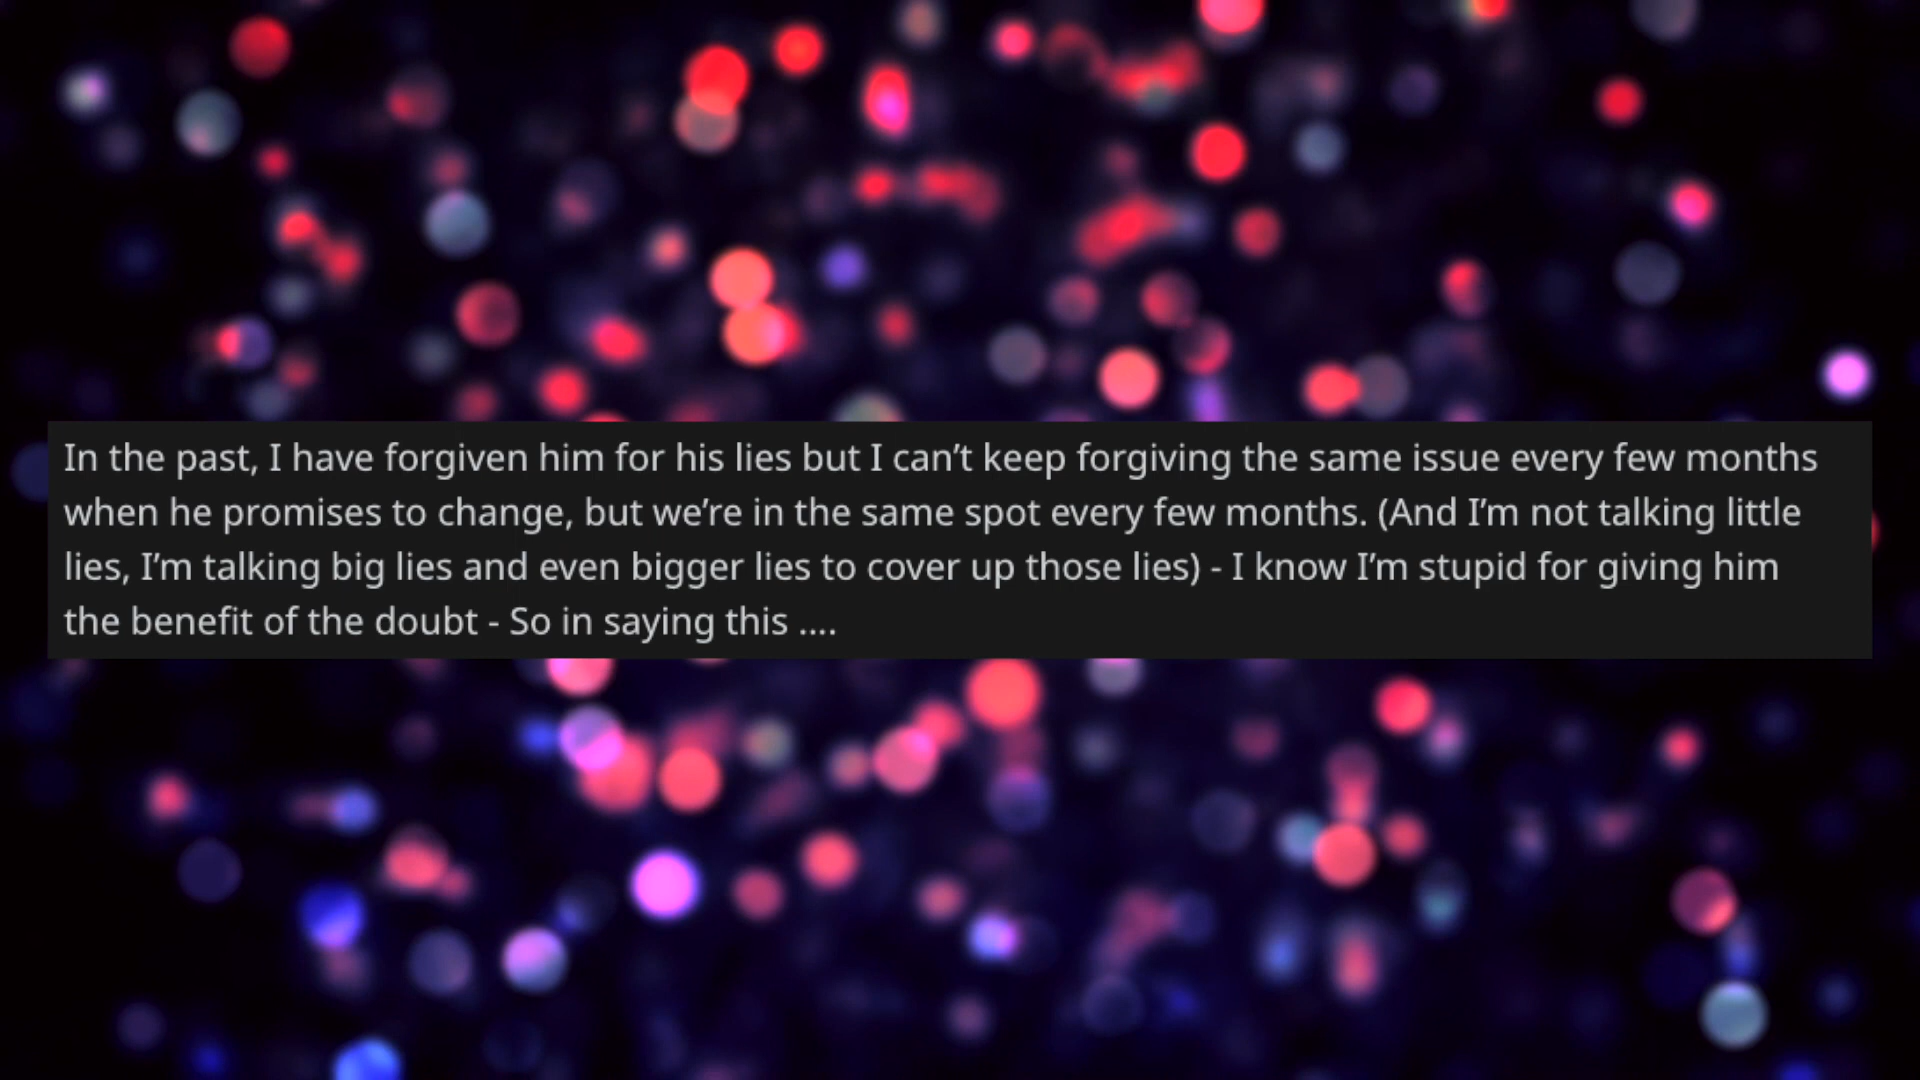 In the past, I have forgiven him for his lies but I can’t keep forgiving the same issue every few months
when he promises to change, but we’re in the same spot every few months. (And I’m not talking little
lies, I’m talking big lies and even bigger lies to cover up those lies) - I know I’m stupid for giving him
the benefit of the doubt - So in saying this ....